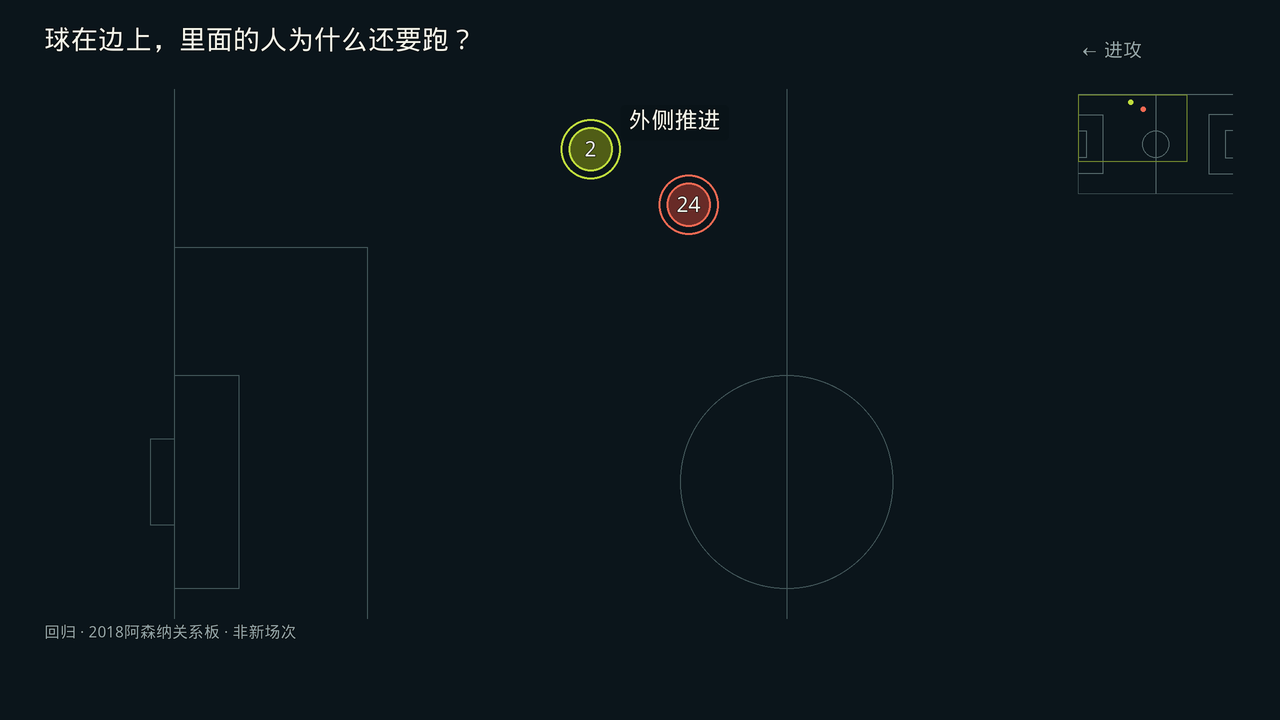 球在边上，里面的人为什么还要跑？
← 进攻
外侧推进
2
24
回归 · 2018阿森纳关系板 · 非新场次